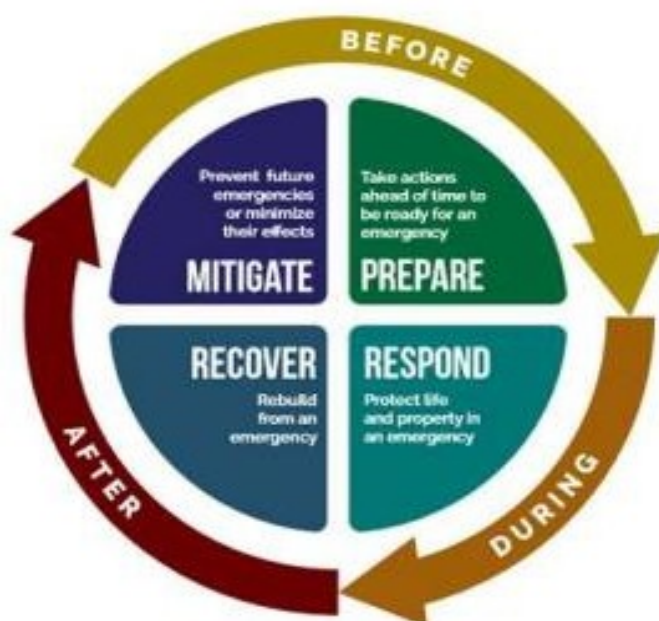 BEFORE
Prevent future
emergencies
or minimize
their effects
MITIGATE
Take actions
ahead of time to
be ready for an
emergency
PREPARE
RECOVER
Rebuild
from an
emergency
RESPOND
Protect life
and property in
an emergency
AFTER
DURING